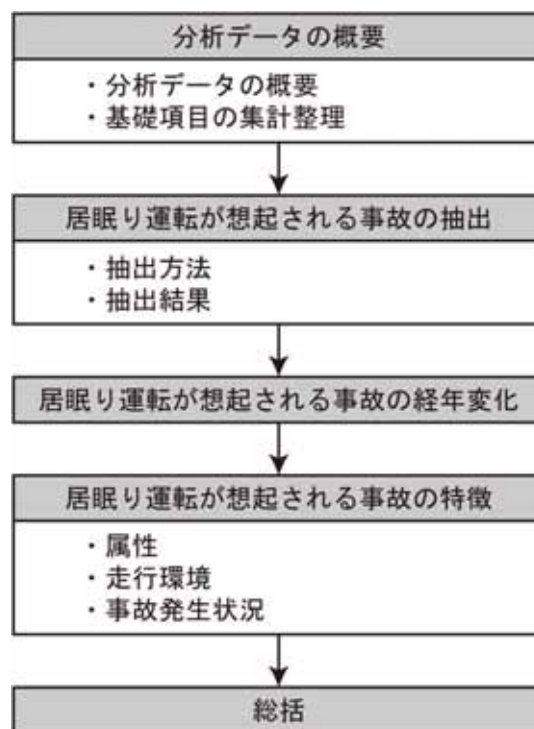 分析データの概要
・分析データの概要
・基礎項目の集計整理
居眠り運転が想起される事故の抽出
・抽出方法
・抽出結果
居眠り運転が想起される事故の経年変化
居眠り運転が想起される事故の特徴
・属性
・走行環境
・事故発生状況
総括